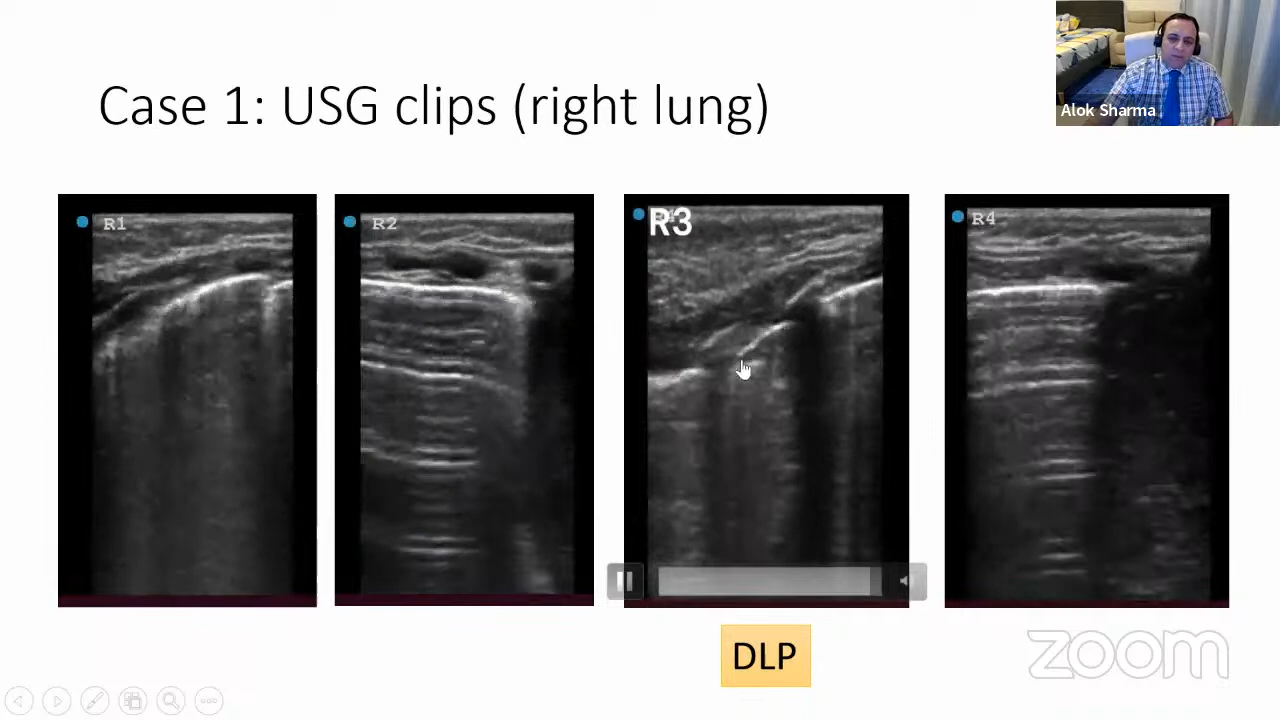 Alok Sharma
Case 1: USG clips (right lung)
R1
R2
R3
R4
DLP
zoom